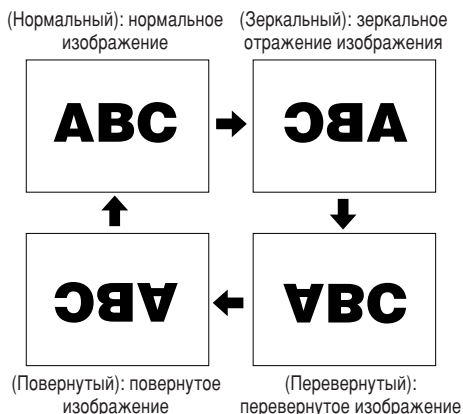 (Нормальный): нормальное
изображение
(Зеркальный): зеркальное
отражение изображения
ABC
ABC
ABC
ABC
(Повернутый): повернутое
изображение
(Перевернутый):
перевернутое изображение